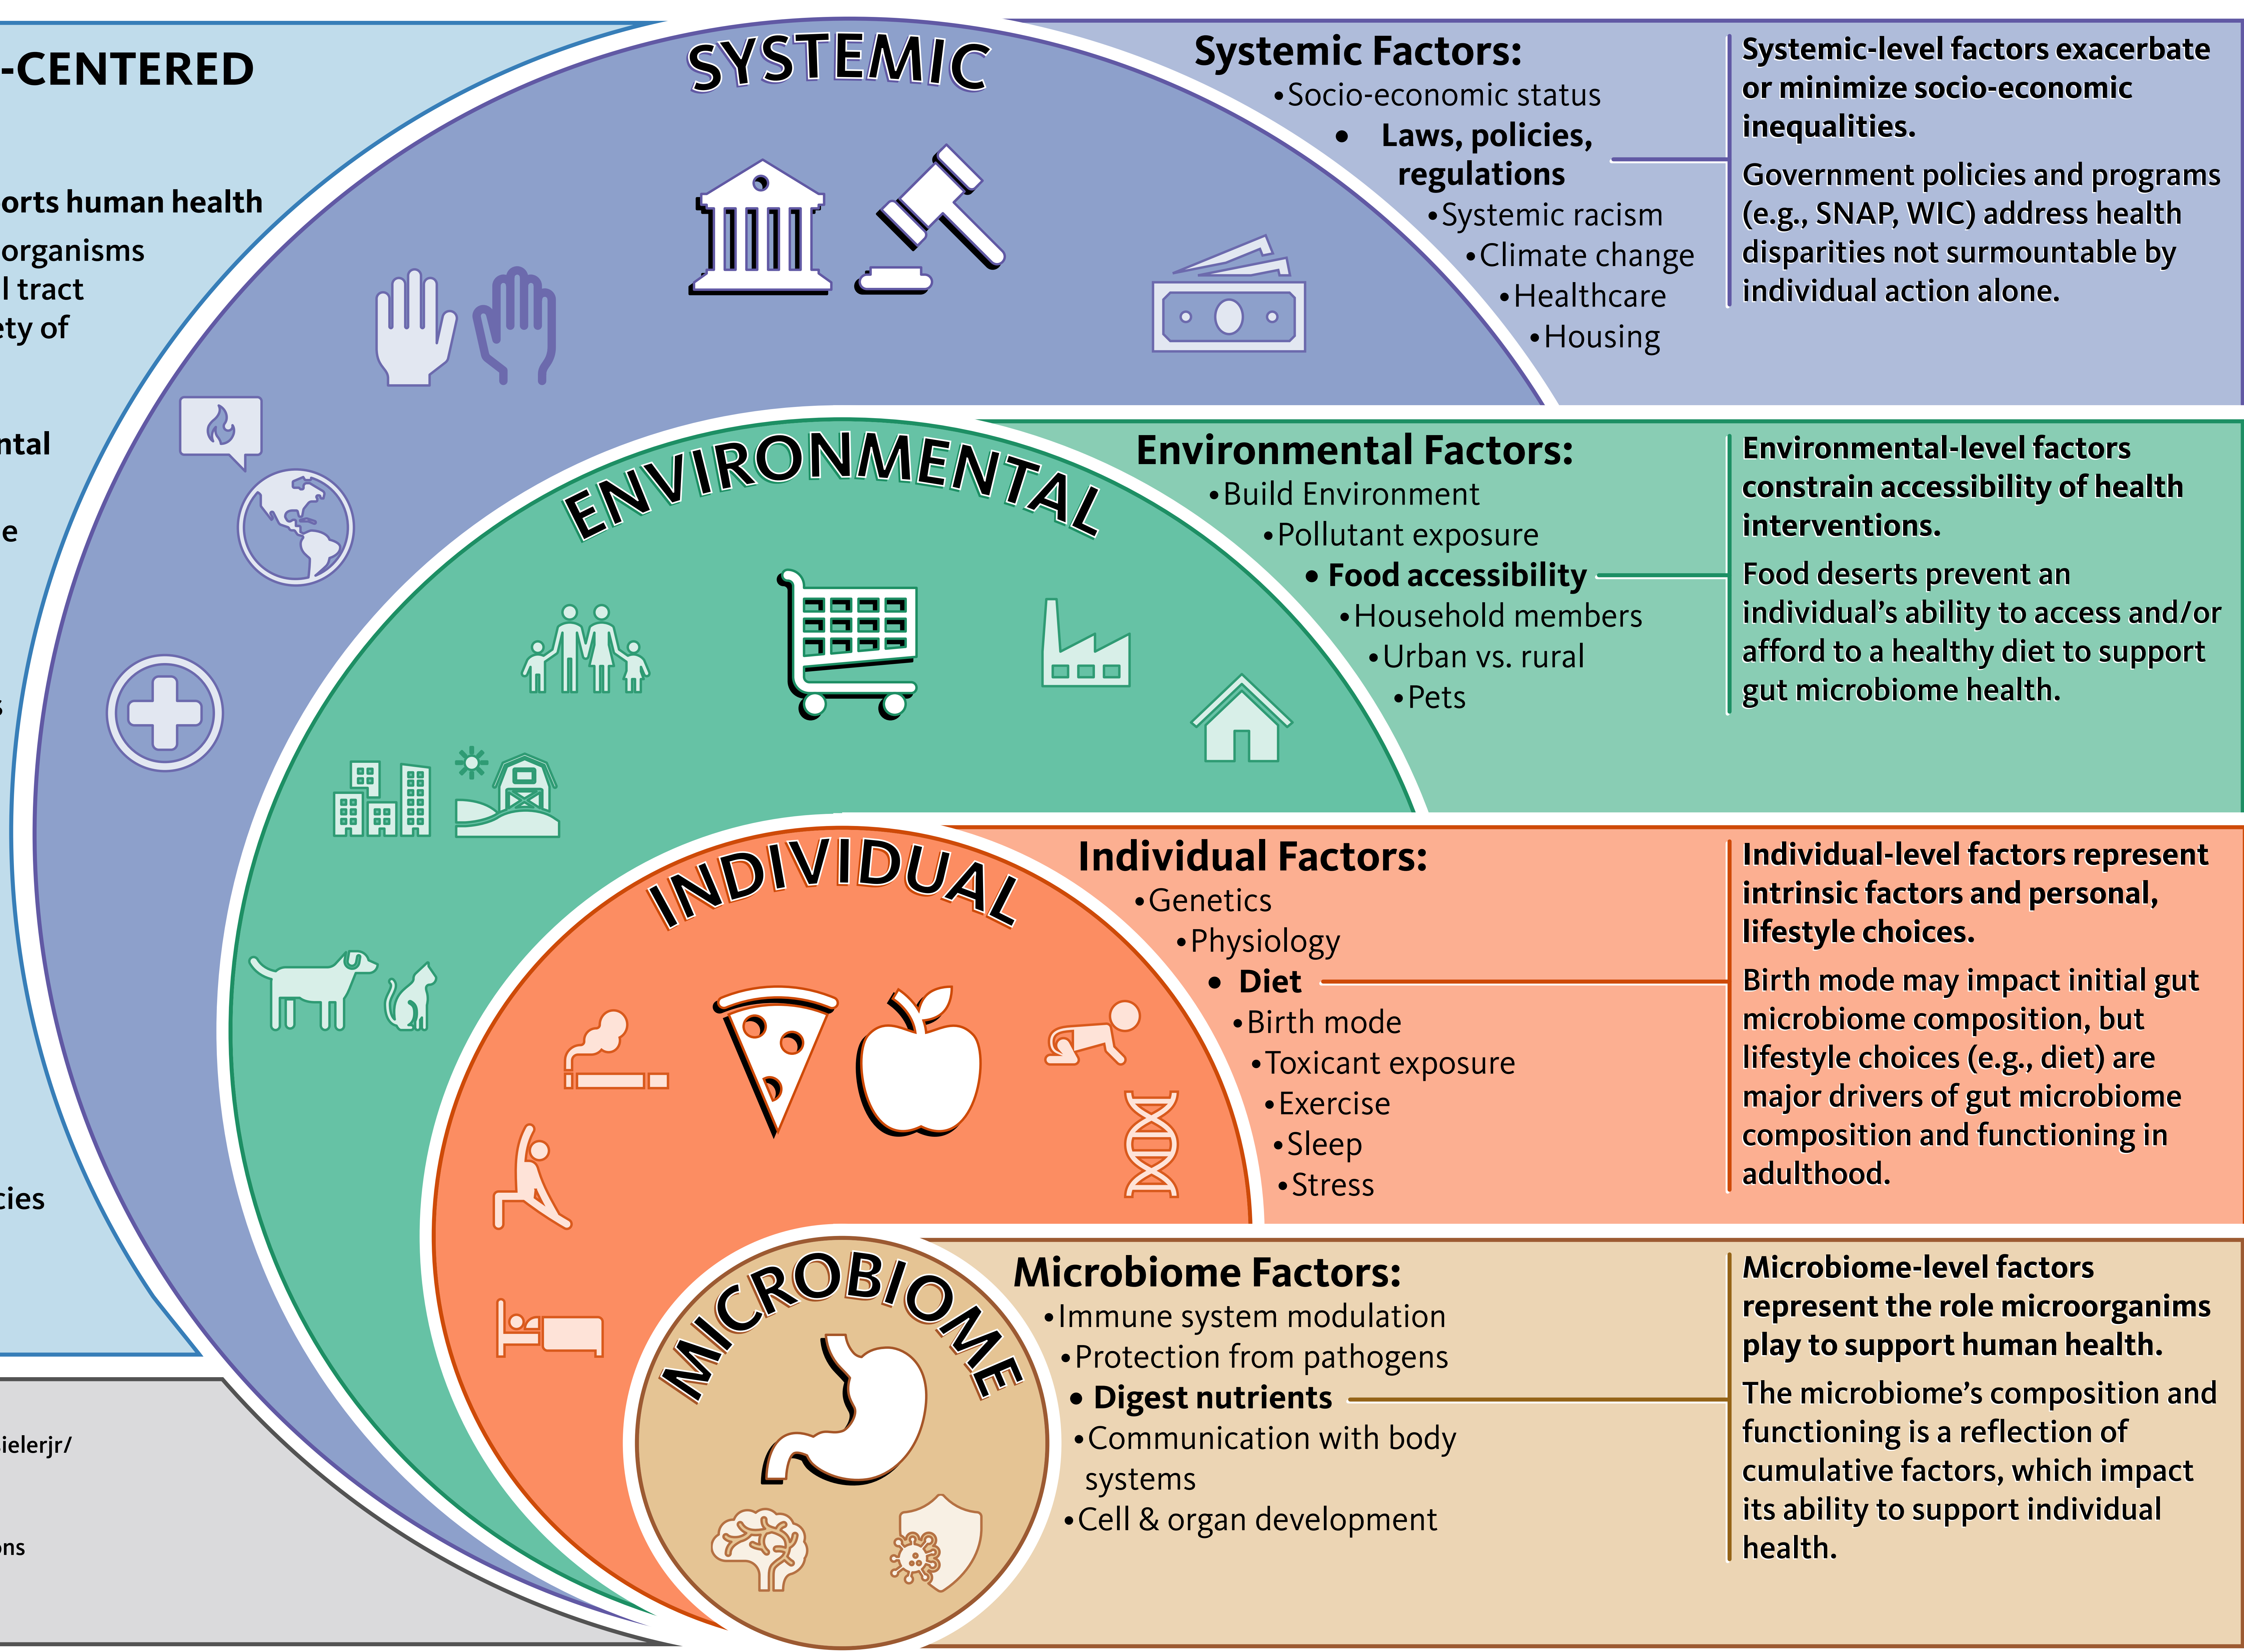 -CENTERED
orts human health
organisms
l tract
ety of
ntal
e
s
cies
ielerjr/
ons
SYSTEMIC
Systemic Factors:
•Socio-economic status
• Laws, policies,
regulations
•Systemic racism
•Climate change
•Healthcare
•Housing
Systemic-level factors exacerbate
or minimize socio-economic
inequalities.
Government policies and programs
(e.g., SNAP, WIC) address health
disparities not surmountable by
individual action alone.
ENVIRONMENTAL
Environmental Factors:
•Build Environment
•Pollutant exposure
• Food accessibility
•Household members
•Urban vs. rural
•Pets
Environmental-level factors
constrain accessibility of health
interventions.
Food deserts prevent an
individual’s ability to access and/or
afford to a healthy diet to support
gut microbiome health.
INDIVIDUAL
Individual Factors:
•Genetics
•Physiology
• Diet
•Birth mode
•Toxicant exposure
•Exercise
•Sleep
•Stress
Individual-level factors represent
intrinsic factors and personal,
lifestyle choices.
Birth mode may impact initial gut
microbiome composition, but
lifestyle choices (e.g., diet) are
major drivers of gut microbiome
composition and functioning in
adulthood.
MICROBIOME
Microbiome Factors:
•Immune system modulation
•Protection from pathogens
• Digest nutrients
•Communication with body
systems
•Cell & organ development
Microbiome-level factors
represent the role microorganims
play to support human health.
The microbiome’s composition and
functioning is a reflection of
cumulative factors, which impact
its ability to support individual
health.